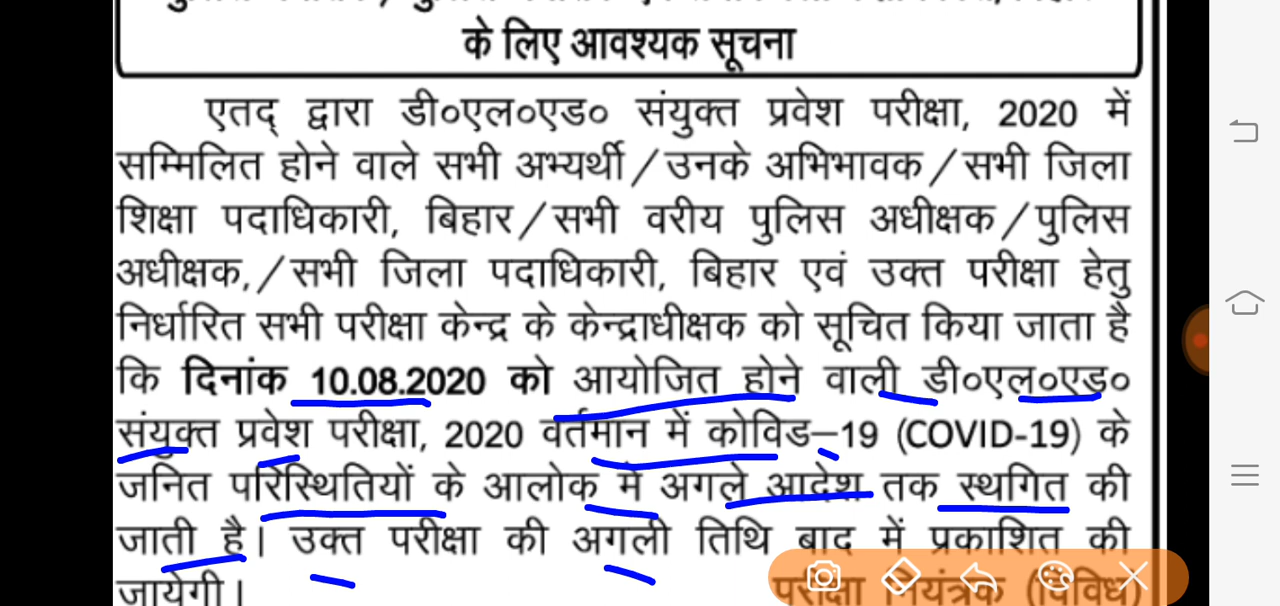 के लिए आवश्यक सूचना
एतद् द्वारा डी०एल०एड० संयुक्त प्रवेश परीक्षा, 2020 में
सम्मिलित होने वाले सभी अभ्यर्थी/उनके अभिभावक/सभी जिला
शिक्षा पदाधिकारी, बिहार/सभी वरीय पुलिस अधीक्षक/पुलिस
अधीक्षक,/सभी जिला पदाधिकारी, बिहार एवं उक्त परीक्षा हेतु
निर्धारित सभी परीक्षा केन्द्र के केन्द्राधीक्षक को सूचित किया जाता है
कि दिनांक 10.08.2020 को आयोजित होने वाली डी०एल०एड०
संयुक्त प्रवेश परीक्षा, 2020 वर्तमान में कोविड–19 (COVID-19) के
जनित परिस्थितियों के आलोक में अगले आदेश तक स्थगित की
जाती है। उक्त परीक्षा की अगली तिथि बाद में प्रकाशित की
जायेगी।
परीक्षा नियंत्रक (विविध)